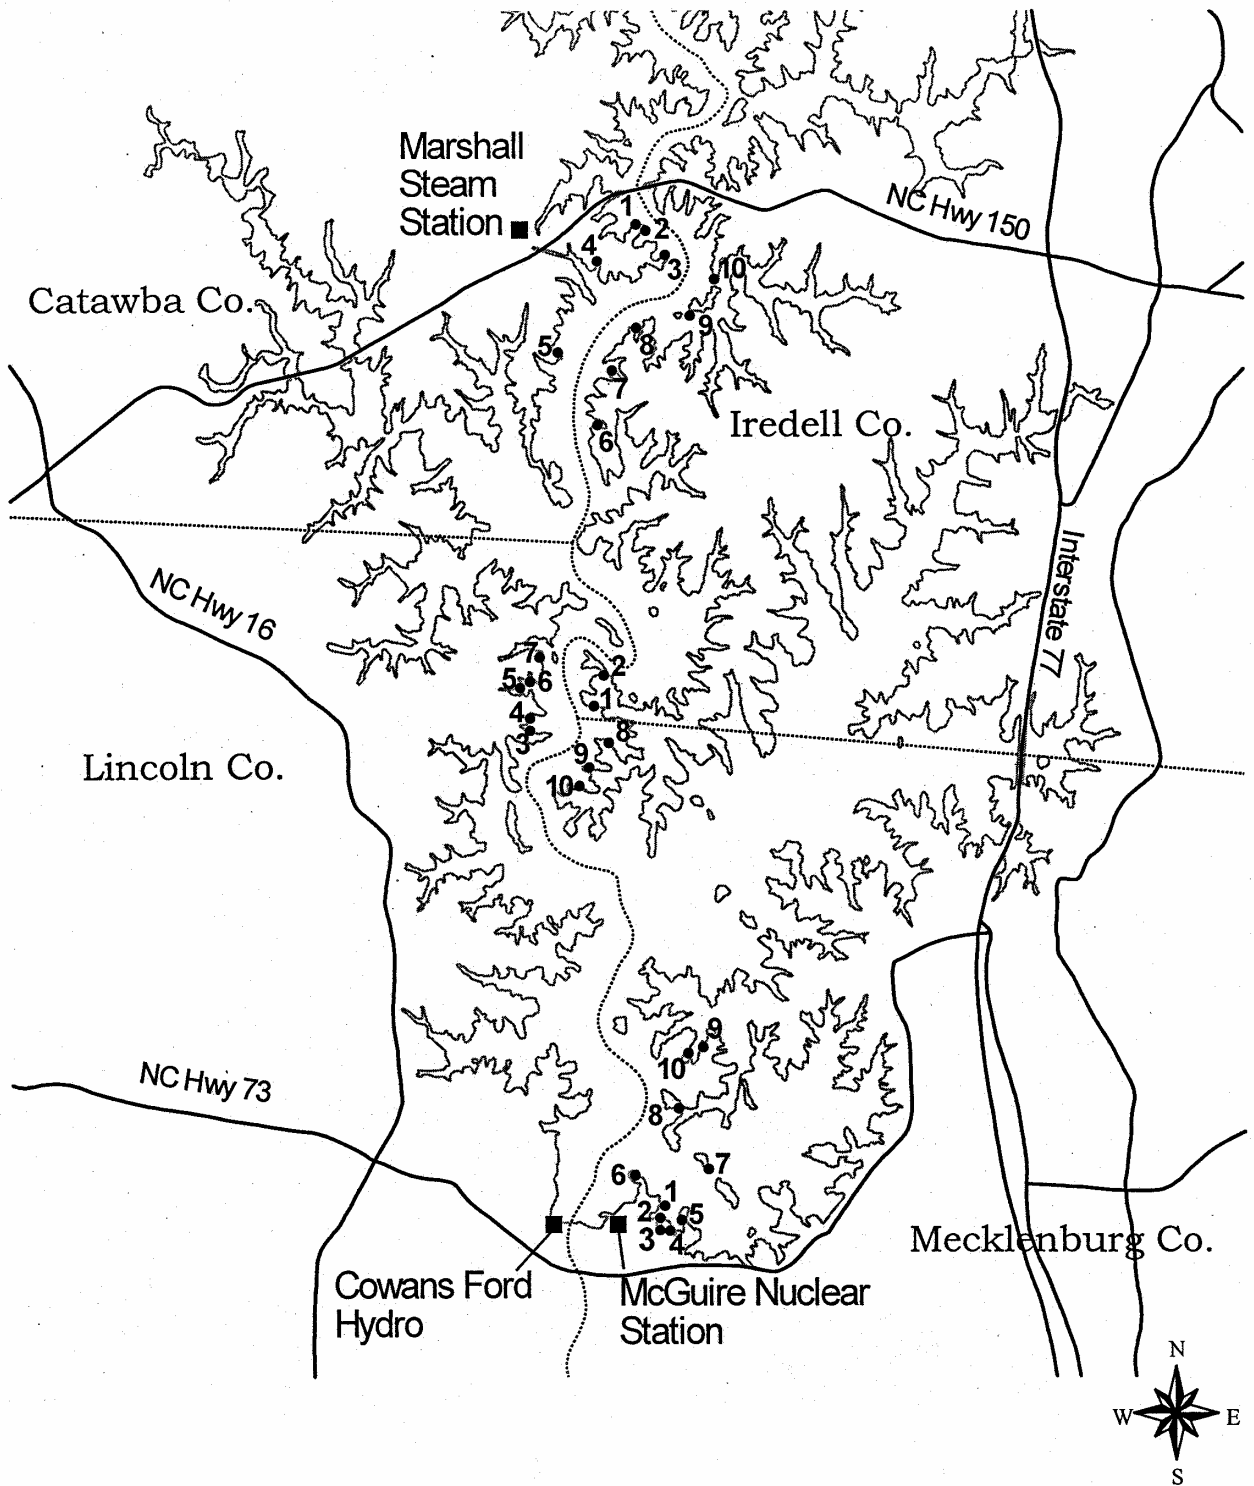 Marshall
Steam
Station
NC Hwy 150
1
2
4
3
10
Catawba Co.
9
8
5
7
Iredell Co.
6
Interstate 77
NC Hwy 16
7
2
5
6
1
4
8
3
9
Lincoln Co.
10
9
10
NC Hwy 73
8
7
6
1
2
5
3
4
Mecklenburg Co.
Cowans Ford
Hydro
McGuire Nuclear
Station
N
W
E
S